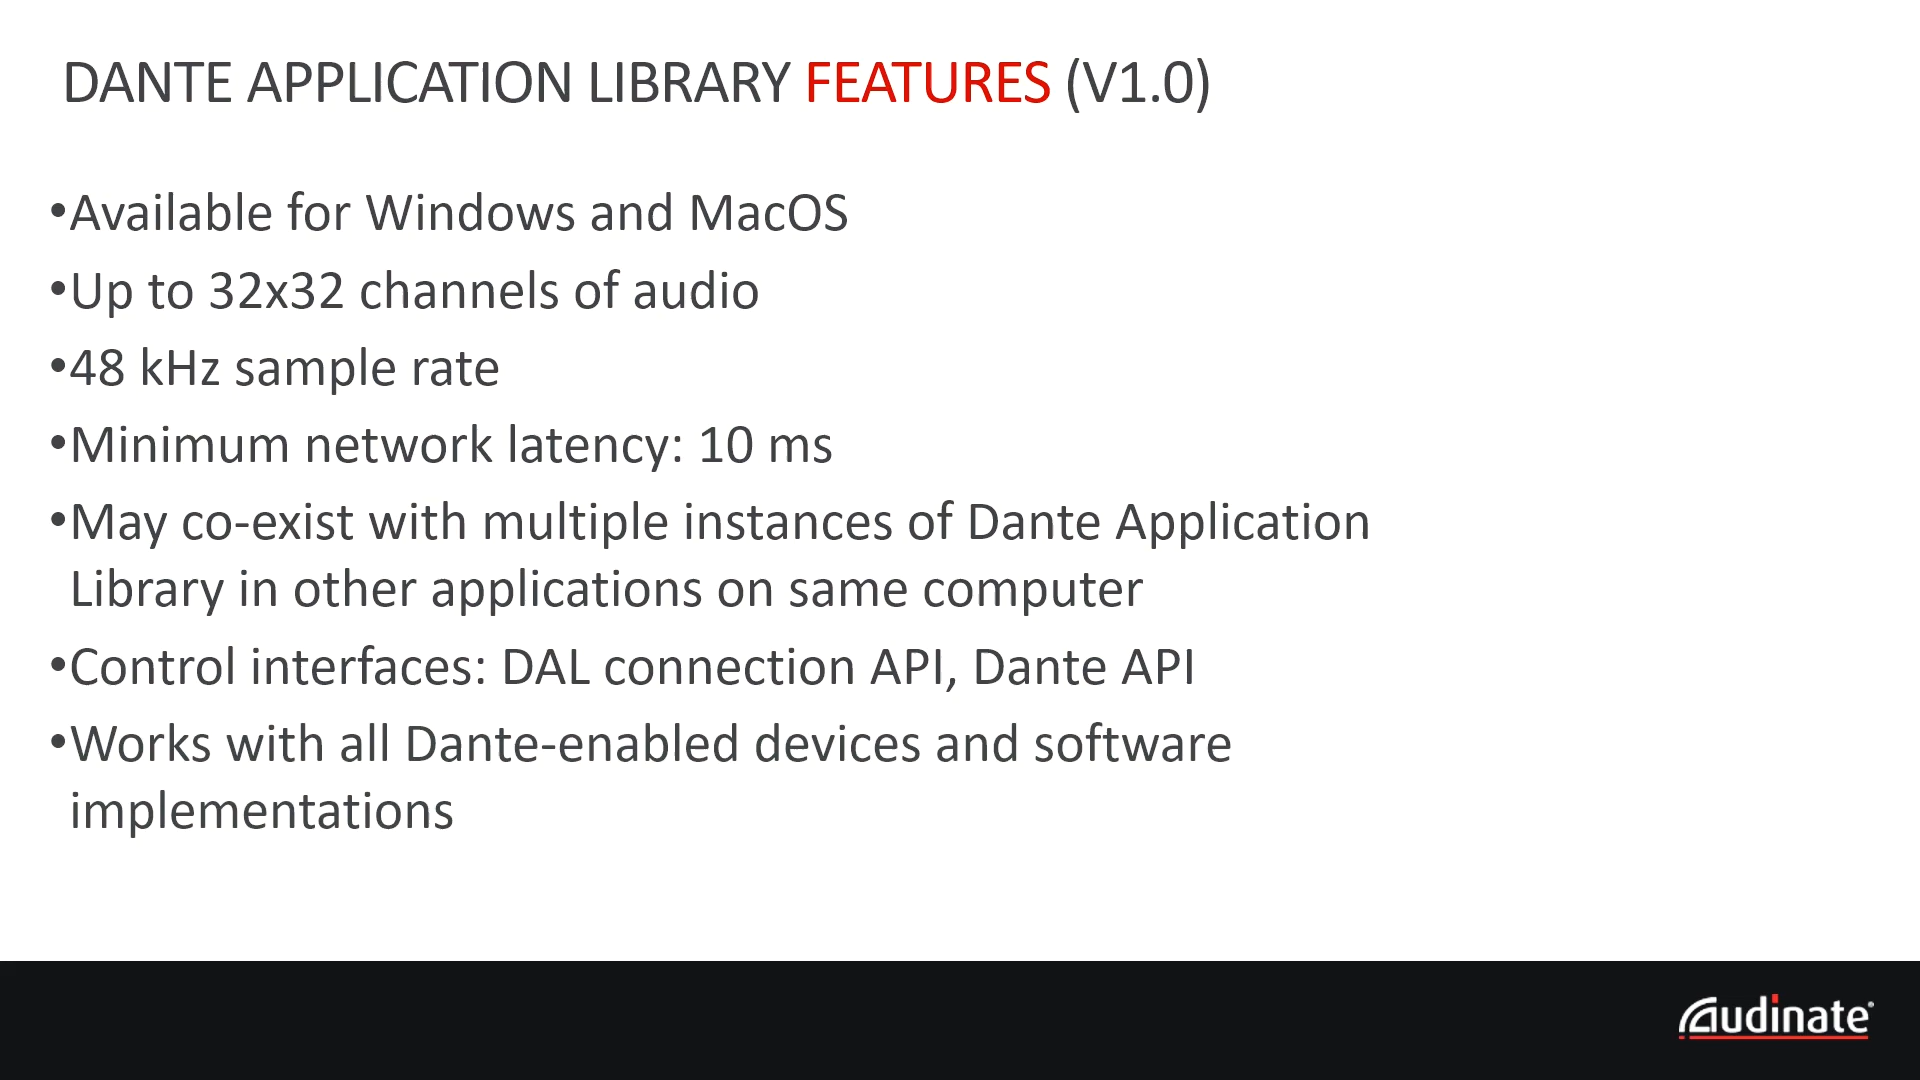 DANTE APPLICATION LIBRARY FEATURES (V1.0)
•Available for Windows and MacOS
•Up to 32x32 channels of audio
•48 kHz sample rate
•Minimum network latency: 10 ms
•May co-exist with multiple instances of Dante Application
Library in other applications on same computer
•Control interfaces: DAL connection API, Dante API
•Works with all Dante-enabled devices and software
implementations
Audinate®